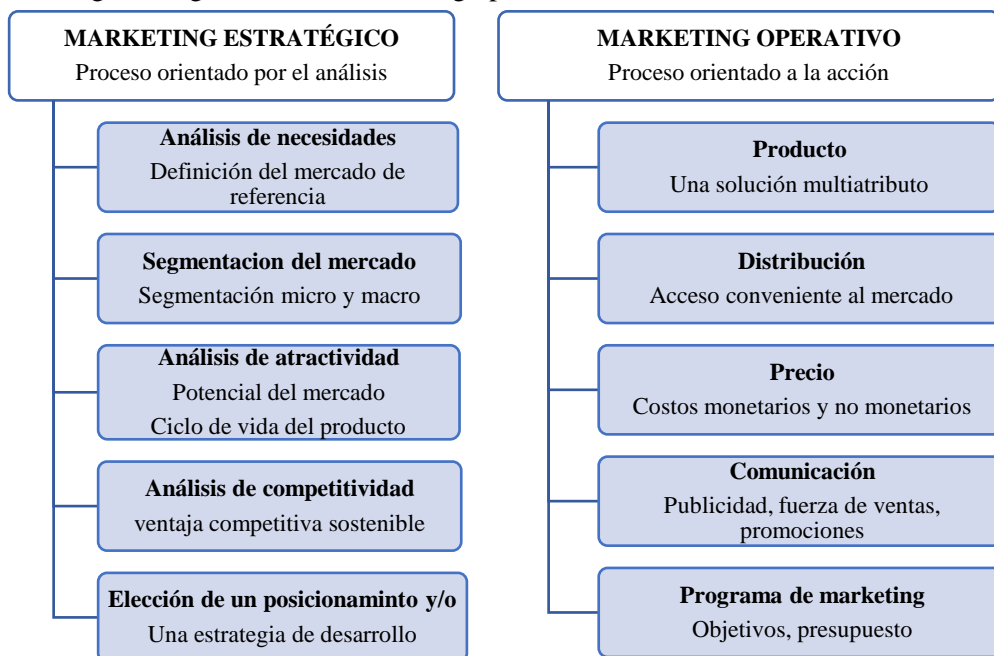 MARKETING ESTRATÉGICO
Proceso orientado por el análisis
Análisis de necesidades
Definición del mercado de
referencia
Segmentacion del mercado
Segmentación micro y macro
Análisis de atractividad
Potencial del mercado
Ciclo de vida del producto
Análisis de competitividad
ventaja competitiva sostenible
Elección de un posicionaminto y/o
Una estrategia de desarrollo
MARKETING OPERATIVO
Proceso orientado a la acción
Producto
Una solución multiatributo
Distribución
Acceso conveniente al mercado
Precio
Costos monetarios y no monetarios
Comunicación
Publicidad, fuerza de ventas,
promociones
Programa de marketing
Objetivos, presupuesto